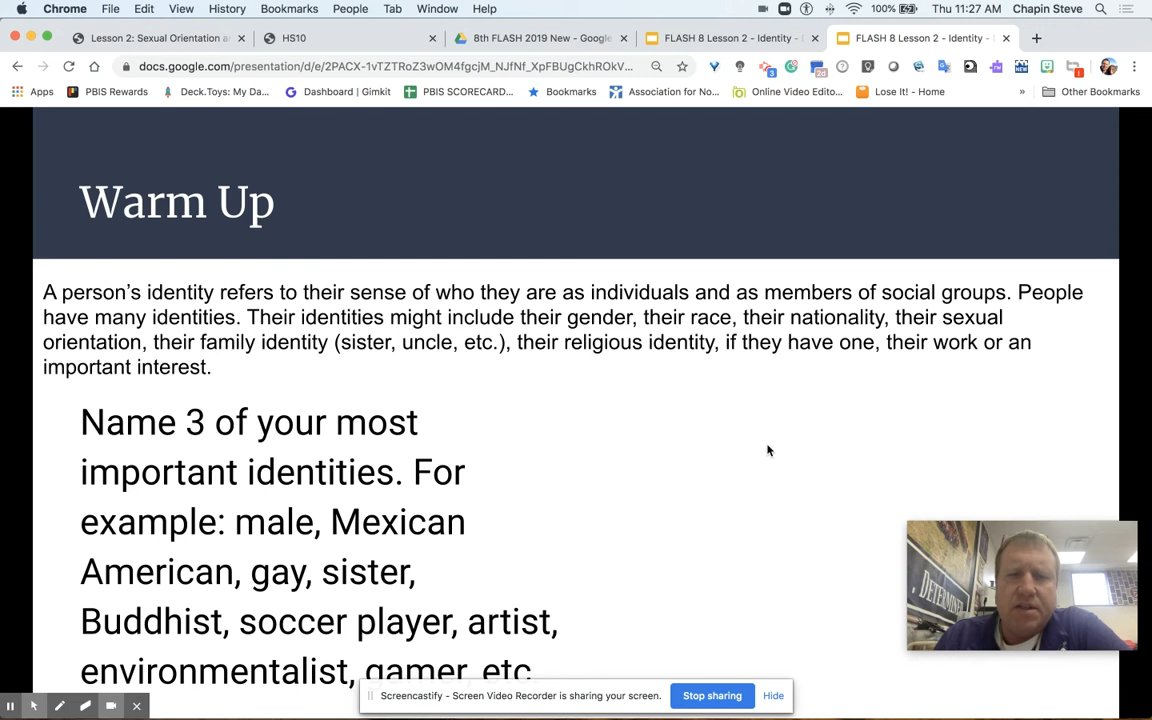 Chrome File Edit View History Bookmarks People Tab Window Help 100% Thu 11:27 AM Chapin Steve
Lesson 2: Sexual Orientation an HS10 8th FLASH 2019 New - Google FLASH 8 Lesson 2 - Identity - FLASH 8 Lesson 2 - Identity -
docs.google.com/presentation/d/e/2PACX-1vTZTRoZ3wOM4fgcjM_NJfNf_XpFBUgCkhROkV...
Apps PBIS Rewards Deck.Toys: My Da... Dashboard | Gimkit PBIS SCORECARD... Bookmarks Association for No... Online Video Edito... Lose It! - Home » Other Bookmarks
Warm Up
A person's identity refers to their sense of who they are as individuals and as members of social groups. People
have many identities. Their identities might include their gender, their race, their nationality, their sexual
orientation, their family identity (sister, uncle, etc.), their religious identity, if they have one, their work or an
important interest.
Name 3 of your most
important identities. For
example: male, Mexican
American, gay, sister,
Buddhist, soccer player, artist,
environmentalist, gamer, etc.
DETERMINE
Screencastify - Screen Video Recorder is sharing your screen. Stop sharing Hide